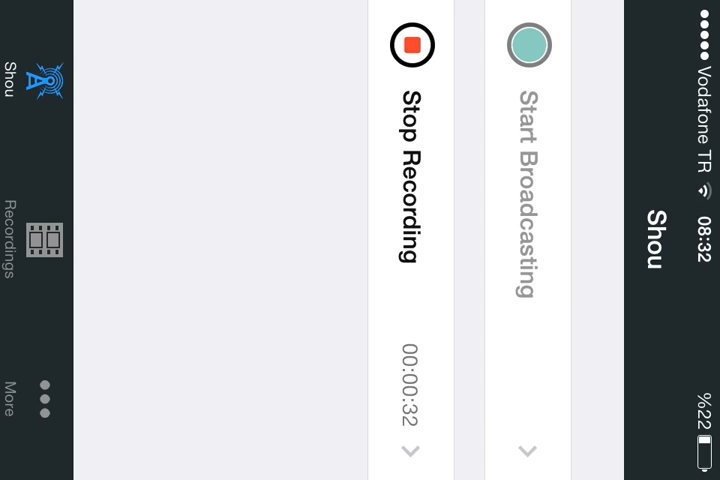 Vodafone TR 08:32 %22
Shou
Start Broadcasting
Stop Recording 00:00:32
Shou Recordings More